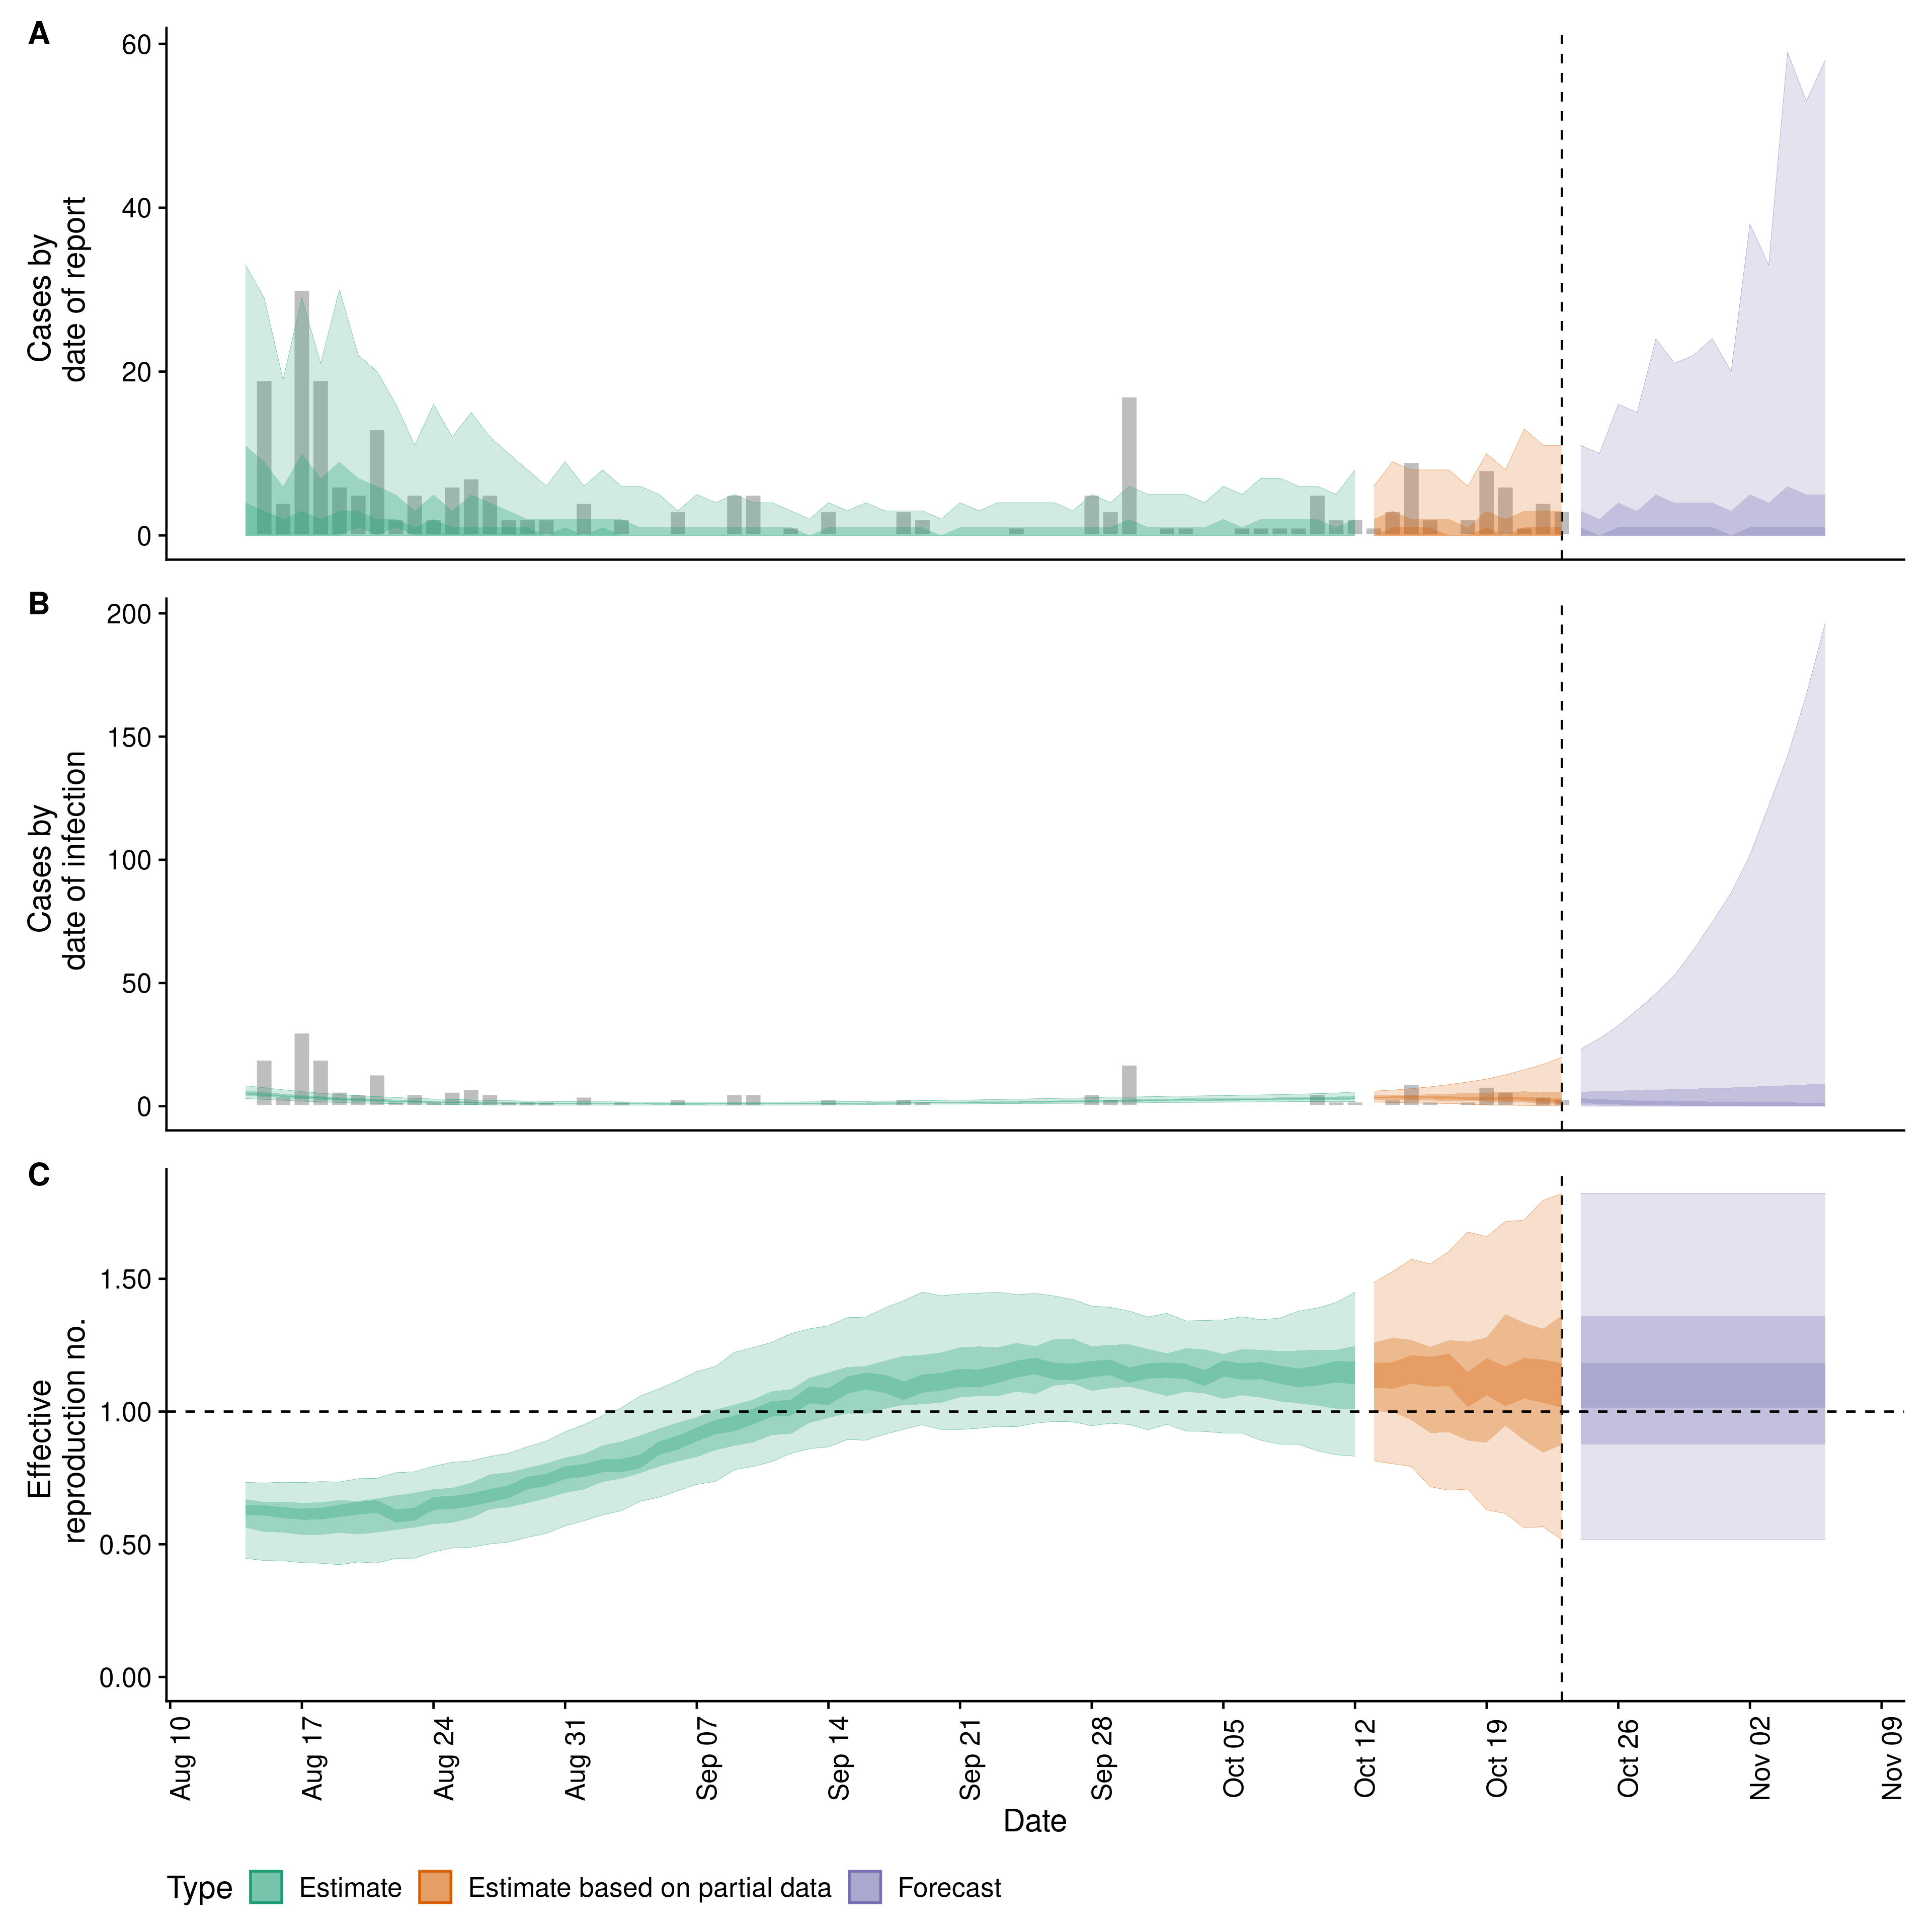 A
Cases by
date of report
60
40
20
0
B
Cases by
date of infection
200
150
100
50
0
C
Effective
reproduction no.
1.50
1.00
0.50
0.00
Aug 10
Aug 17
Aug 24
Aug 31
Sep 07
Sep 14
Sep 21
Sep 28
Oct 05
Oct 12
Oct 19
Oct 26
Nov 02
Nov 09
Date
Type Estimate Estimate based on partial data Forecast